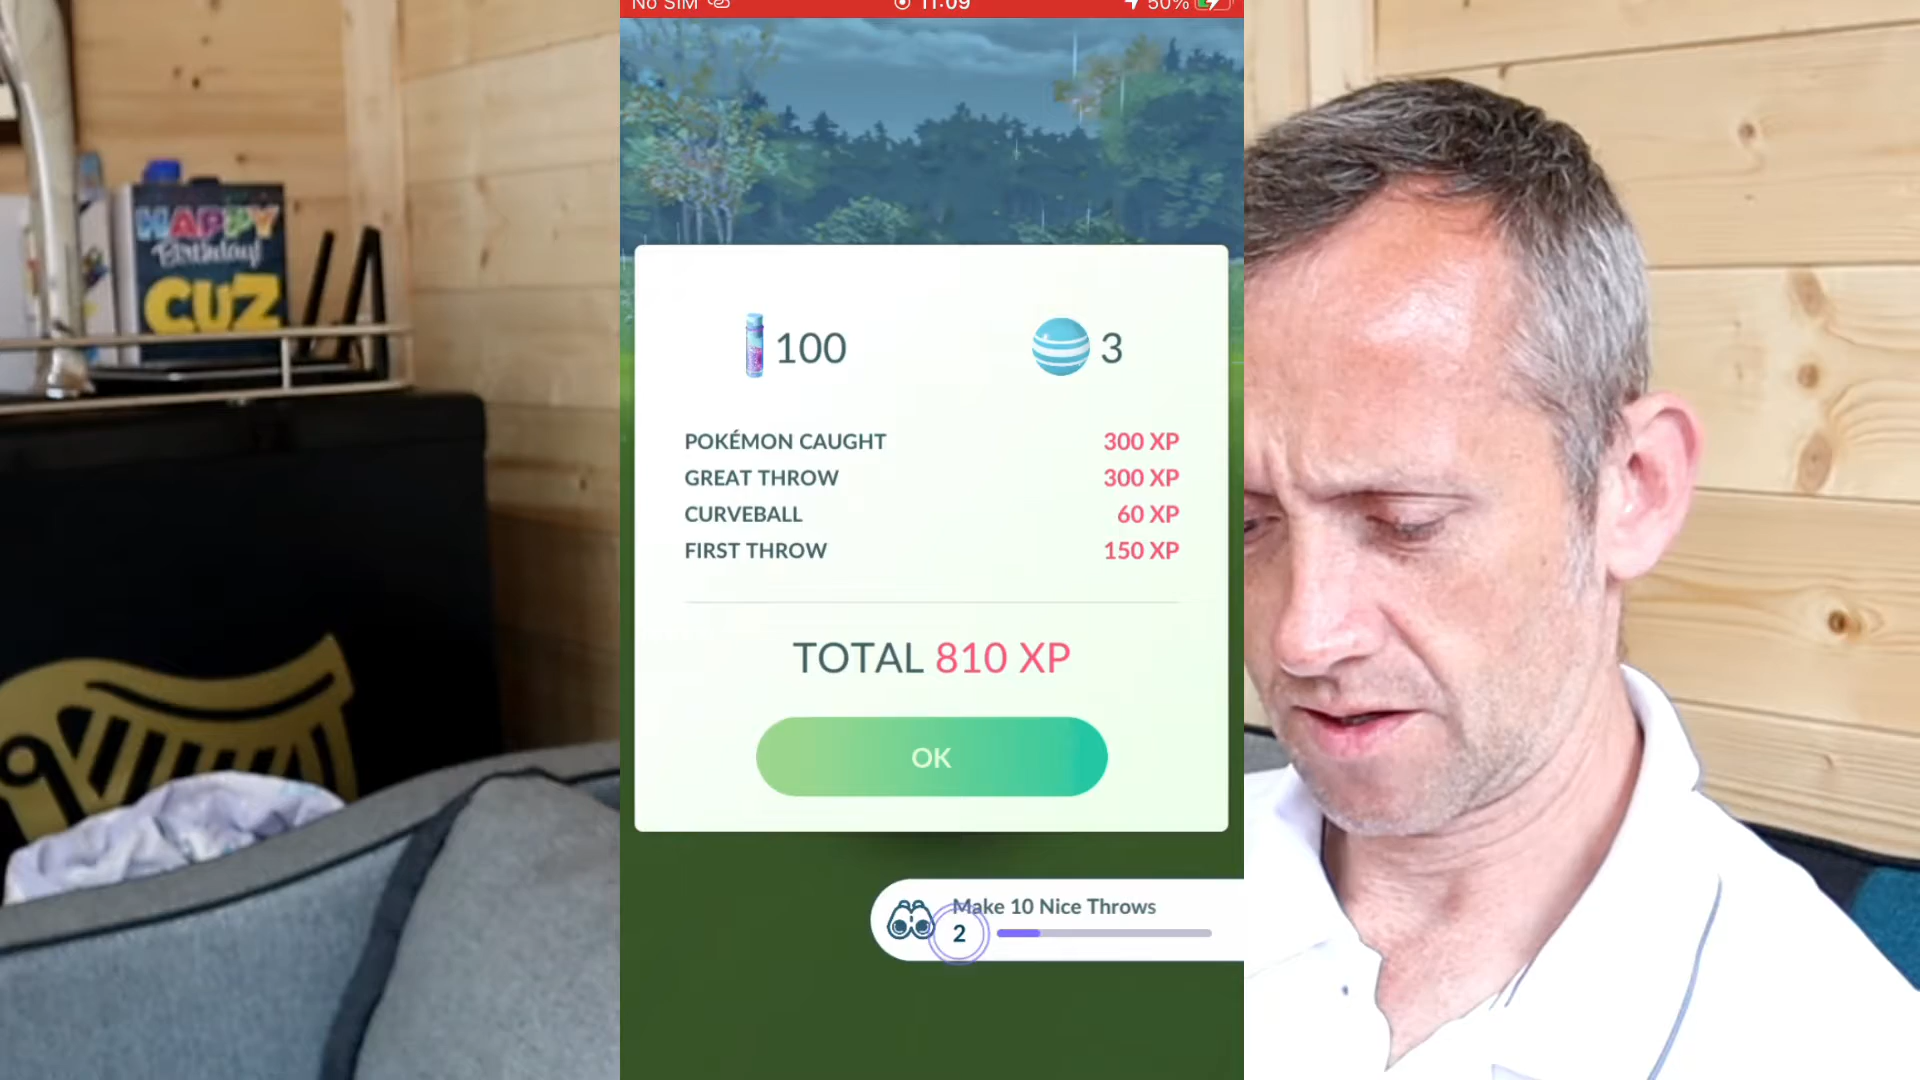 No SIM
11:09
50%
HAPPY
Birthday!
CUZ
100
3
POKÉMON CAUGHT 300 XP
GREAT THROW 300 XP
CURVEBALL 60 XP
FIRST THROW 150 XP
TOTAL 810 XP
OK
Make 10 Nice Throws
2